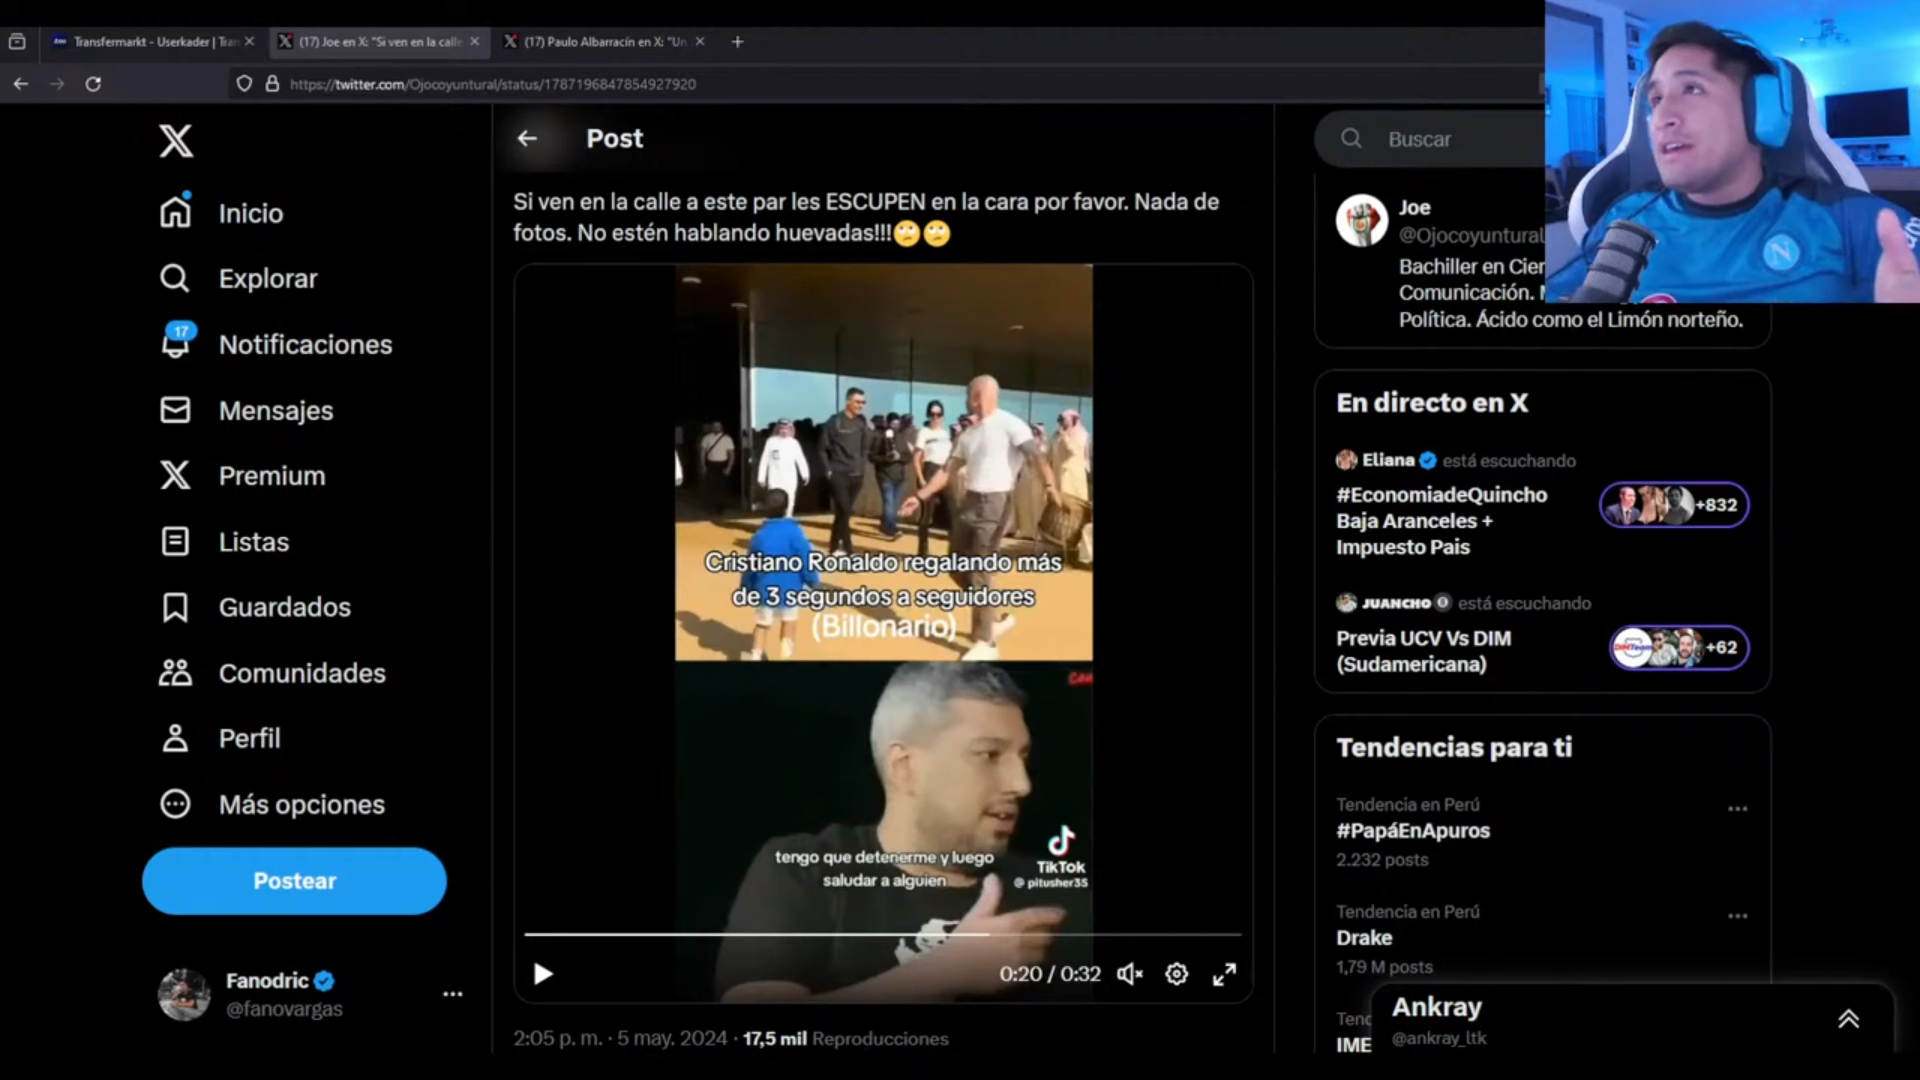 Transfermarkt - Userkader | Tran
(17) Joe en X: "Si ven en la calle
(17) Paulo Albarracín en X: "Un
https://twitter.com/Ojocoyuntural/status/1787196847854927920
Post
Buscar
Inicio
Explorar
17
Notificaciones
Mensajes
Premium
Listas
Guardados
Comunidades
Perfil
Más opciones
Postear
Fanodric
@fanovargas
Si ven en la calle a este par les ESCUPEN en la cara por favor. Nada de
fotos. No estén hablando huevadas!!!🙄🙄
Cristiano Ronaldo regalando más
de 3 segundos a seguidores
(Billonario)
tengo que detenerme y luego
saludar a alguien
TikTok
@ pitusher35
0:20 / 0:32
2:05 p. m. · 5 may. 2024 · 17,5 mil Reproducciones
Joe
@Ojocoyuntural
Bachiller en Cien
Comunicación.
Política. Ácido como el Limón norteño.
En directo en X
Eliana está escuchando
#EconomiadeQuincho
Baja Aranceles +
Impuesto Pais
+832
JUANCHO está escuchando
Previa UCV Vs DIM
(Sudamericana)
+62
Tendencias para ti
Tendencia en Perú
#PapáEnApuros
2.232 posts
Tendencia en Perú
Drake
1,79 M posts
Tenc
IME
Ankray
@ankray_ltk
N